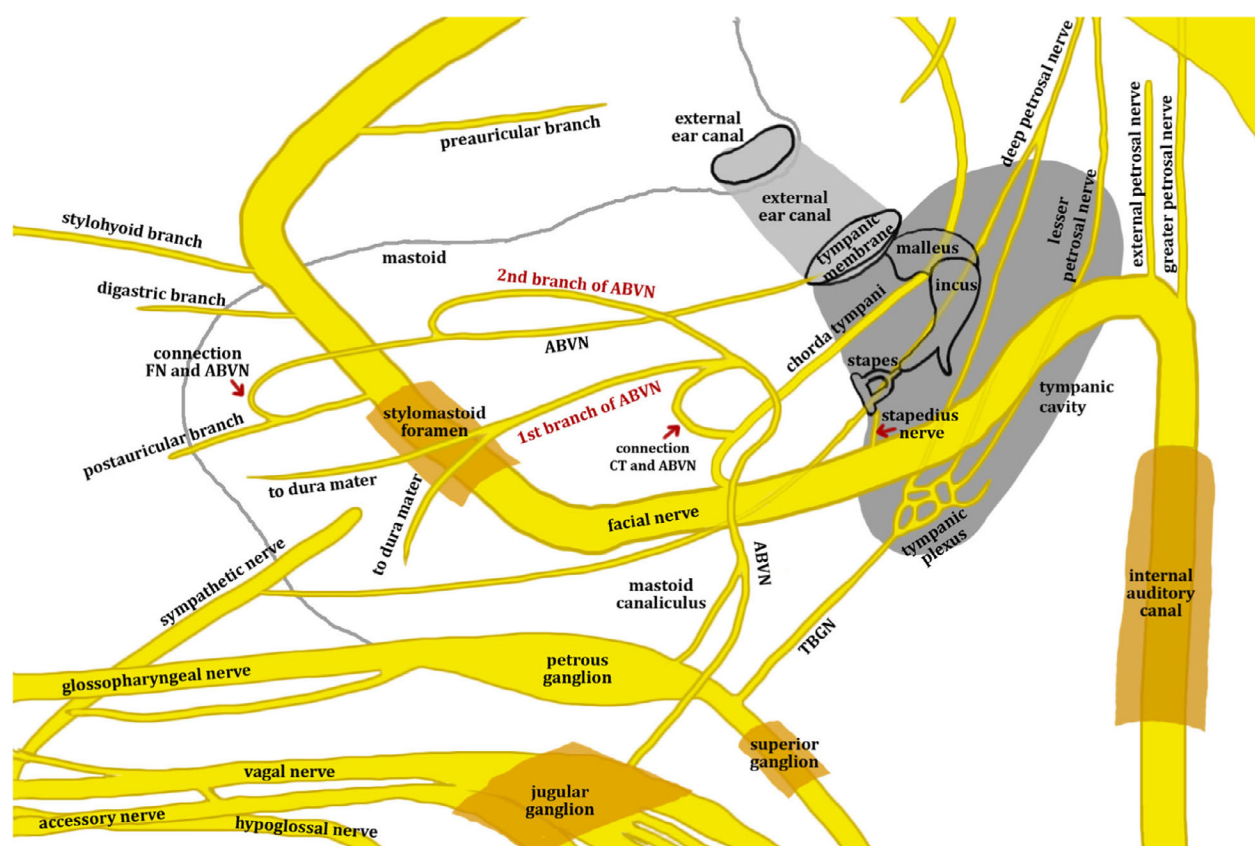 preauricular branch
external
ear canal
external
ear canal
deep petrosal nerve
external petrosal nerve
greater petrosal nerve
lesser
petrosal nerve
stylohyoid branch
mastoid
tympanic
membrane
malleus
incus
2nd branch of ABVN
digastric branch
chorda tympani
ABVN
connection
FN and ABVN
stapes
tympanic
cavity
stylomastoid
foramen
1st branch of ABVN
stapedius
nerve
postauricular branch
connection
CT and ABVN
to dura mater
to dura mater
facial nerve
tympanic
plexus
ABVN
sympathetic nerve
mastoid
canaliculus
internal
auditory
canal
TBGN
glossopharyngeal nerve
petrous
ganglion
superior
ganglion
vagal nerve
jugular
ganglion
accessory nerve
hypoglossal nerve